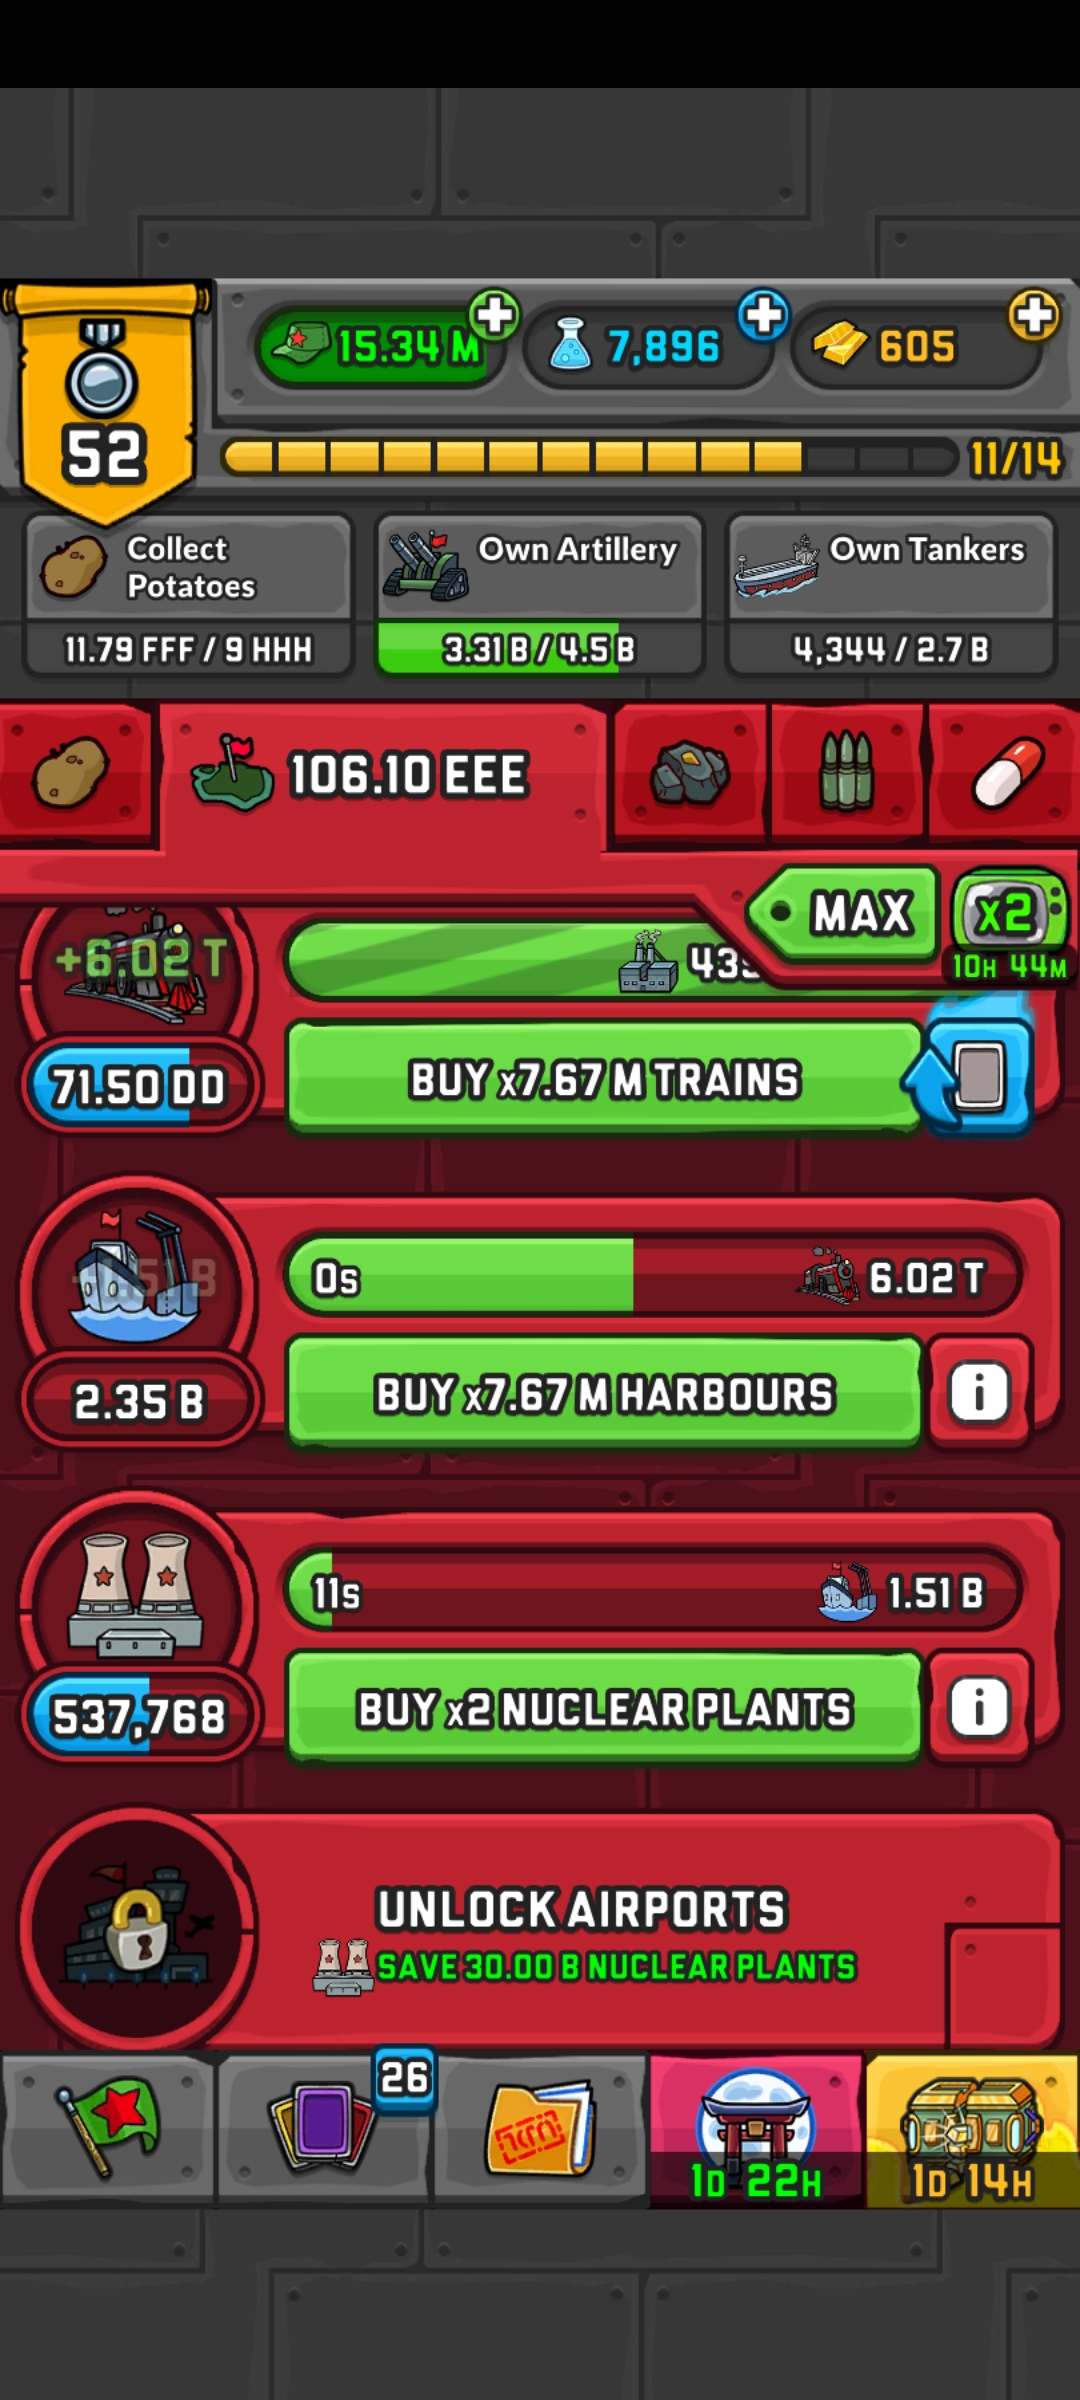 15.34 M
7,896
605
52
11/14
Collect
Potatoes
Own Artillery
Own Tankers
11.79 FFF / 9 HHH
3.31 B / 4.5 B
4,344 / 2.7 B
106.10 EEE
MAX
x2
10H 44M
+6.02 T
71.50 DD
BUY x7.67 M TRAINS
0s
6.02 T
2.35 B
BUY x7.67 M HARBOURS
11s
1.51 B
537,768
BUY x2 NUCLEAR PLANTS
UNLOCK AIRPORTS
SAVE 30.00 B NUCLEAR PLANTS
26
1D 22H
1D 14H